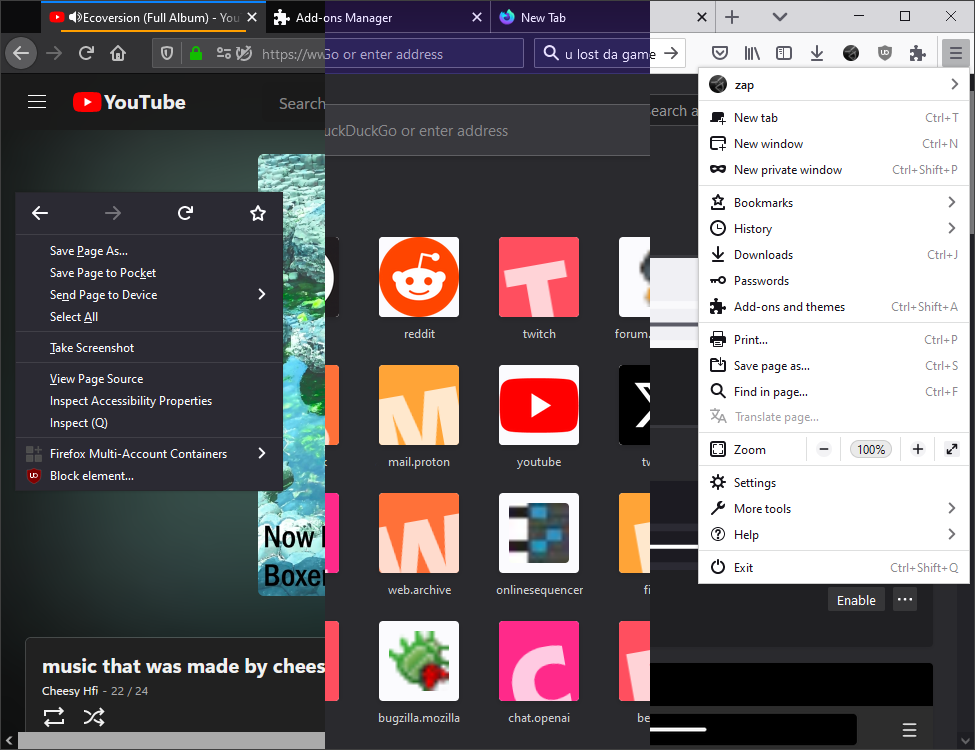 Ecoversion (Full Album) - You
Add-ons Manager
New Tab
https://ww
Go or enter address
u lost da game
YouTube
Search
uckDuckGo or enter address
earch a
Save Page As...
Save Page to Pocket
Send Page to Device
Select All
Take Screenshot
View Page Source
Inspect Accessibility Properties
Inspect (Q)
Firefox Multi-Account Containers
Block element...
Now
Boxer
music that was made by chees
Cheesy Hfi - 22 / 24
reddit
twitch
forum.
mail.proton
youtube
tw
web.archive
onlinesequencer
fi
bugzilla.mozilla
chat.openai
be
zap
New tab Ctrl+T
New window Ctrl+N
New private window Ctrl+Shift+P
Bookmarks
History
Downloads Ctrl+J
Passwords
Add-ons and themes Ctrl+Shift+A
Print... Ctrl+P
Save page as... Ctrl+S
Find in page... Ctrl+F
Translate page...
Zoom 100%
Settings
More tools
Help
Exit Ctrl+Shift+Q
Enable